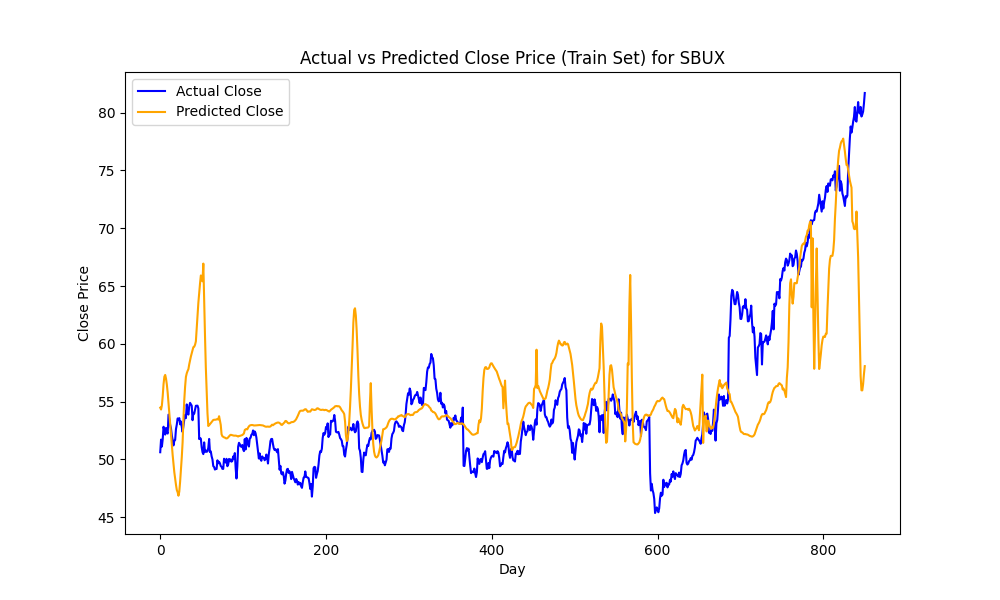 Actual vs Predicted Close Price (Train Set) for SBUX
Actual Close
Predicted Close
80
75
70
65
60
55
50
45
Close Price
0 200 400 600 800
Day